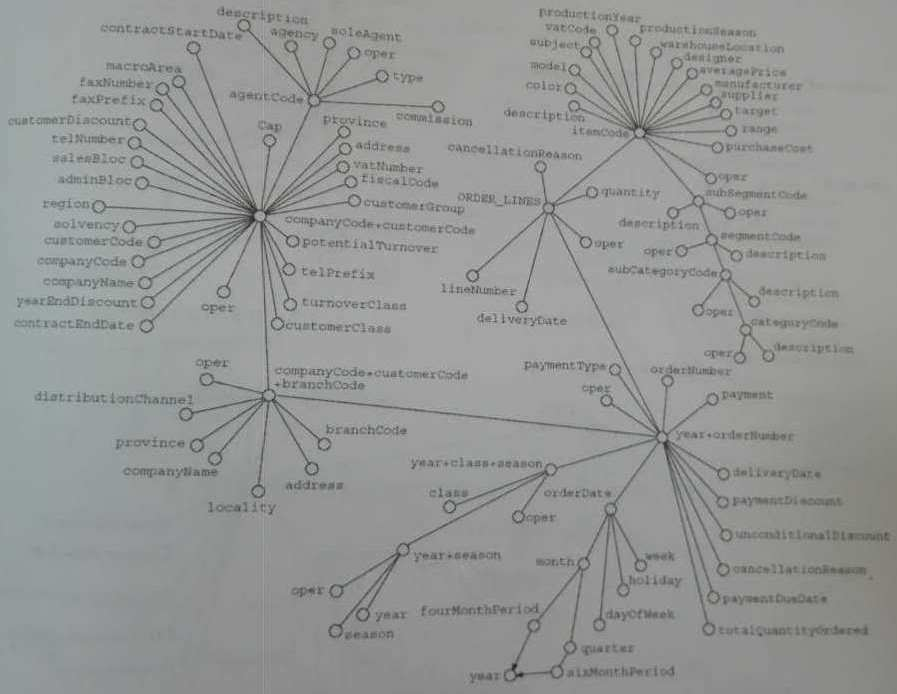 description
agency
soleAgent
contractStartDate
oper
type
agentCode
commission
macroArea
faxNumber
faxPrefix
customerDiscount
telNumber
salesBloc
adminBloc
region
solvency
customerCode
companyCode
companyName
yearEndDiscount
contractEndDate
Cap
province
address
vatNumber
fiscalCode
customerGroup
companyCode+customerCode
potentialTurnover
telPrefix
turnoverClass
customerClass
oper
productionYear
vatCode
productionSeason
subject
warehouseLocation
designer
model
averagePrice
manufacturer
color
supplier
target
description
range
itemCode
purchaseCost
cancellationReason
oper
quantity
subSegmentCode
ORDER_LINES
oper
description
segmentCode
oper
oper
description
subCategoryCode
lineNumber
description
deliveryDate
oper
categoryCode
oper
description
oper
companyCode+customerCode
+branchCode
distributionChannel
province
branchCode
companyName
address
locality
paymentType
orderNumber
oper
payment
year+orderNumber
year+class+season
orderDate
deliveryDate
class
paymentDiscount
oper
unconditionalDiscount
year+season
month
week
cancellationReason
oper
holiday
paymentDueDate
year
fourMonthPeriod
dayOfWeek
season
totalQuantityOrdered
quarter
year
sixMonthPeriod